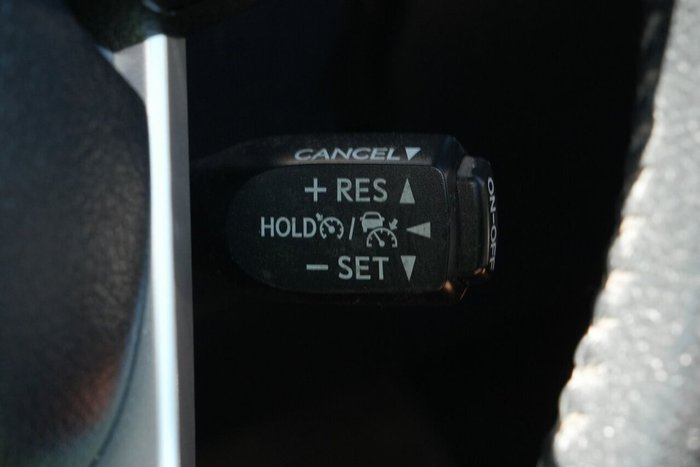 CANCEL▼
+ RES ▲
HOLD / ◀
− SET ▼
ON-OFF